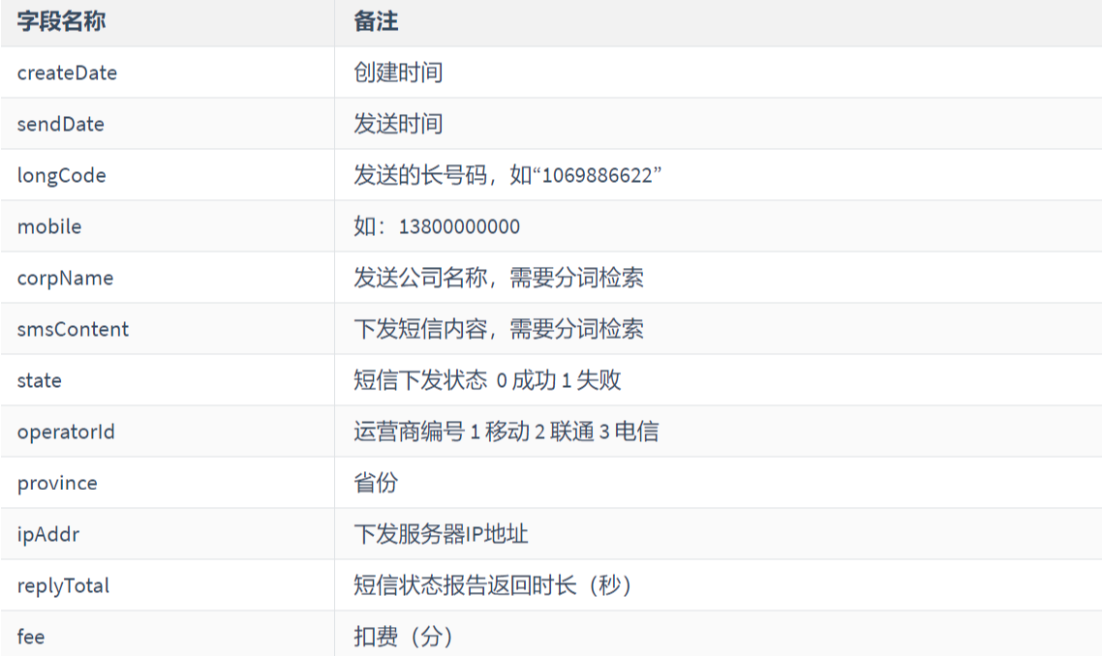 字段名称 备注
createDate 创建时间
sendDate 发送时间
longCode 发送的长号码，如“1069886622”
mobile 如：13800000000
corpName 发送公司名称，需要分词检索
smsContent 下发短信内容，需要分词检索
state 短信下发状态 0 成功 1 失败
operatorId 运营商编号 1 移动 2 联通 3 电信
province 省份
ipAddr 下发服务器IP地址
replyTotal 短信状态报告返回时长（秒）
fee 扣费（分）